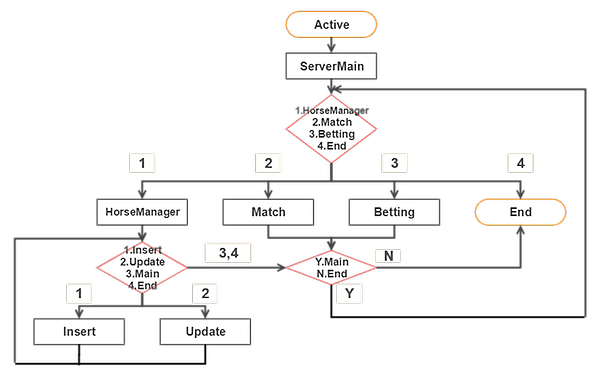 Active
ServerMain
1.HorseManager
2.Match
3.Betting
4.End
1
2
3
4
HorseManager
Match
Betting
End
1.Insert
2.Update
3.Main
4.End
3,4
Y.Main
N.End
N
Y
1
2
Insert
Update